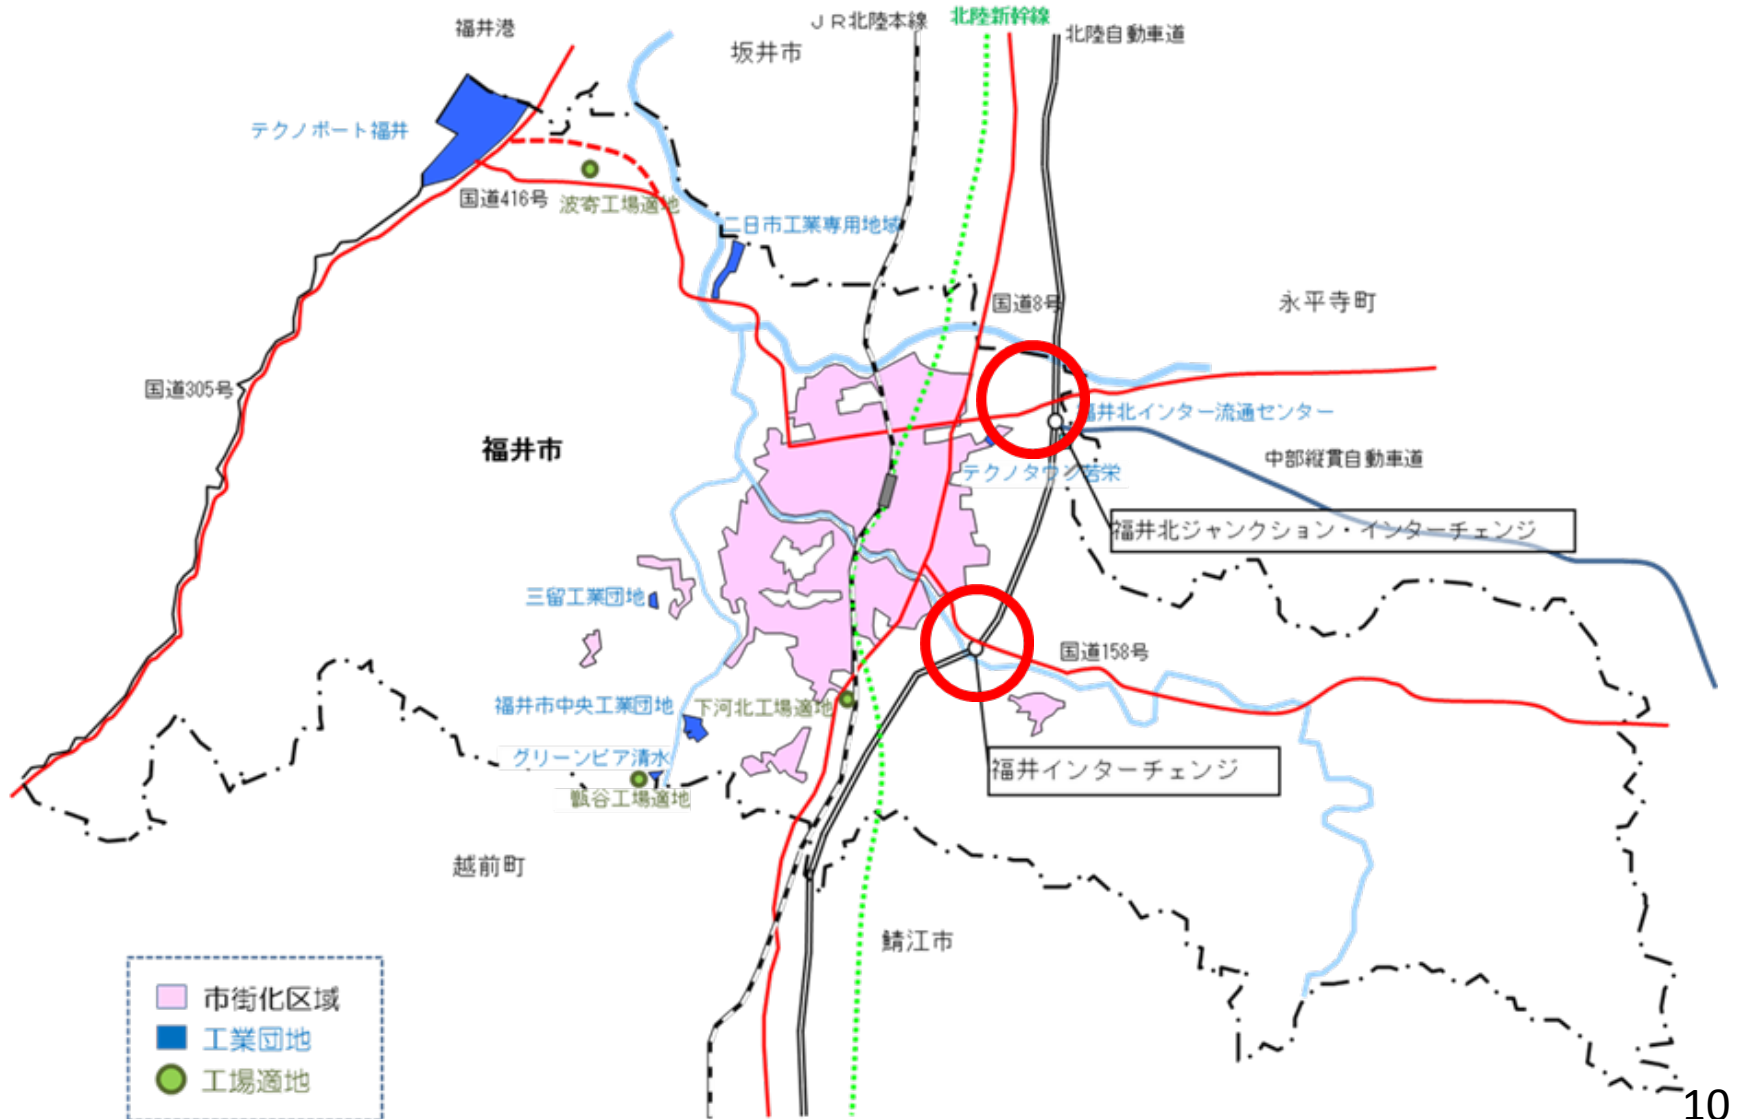 福井港
ＪＲ北陸本線
北陸新幹線
北陸自動車道
坂井市
テクノポート福井
国道416号
波寄工場適地
二日市工業専用地域
国道8号
永平寺町
国道305号
福井北インター流通センター
福井市
中部縦貫自動車道
テクノタウン若栄
福井北ジャンクション・インターチェンジ
三留工業団地
国道158号
福井市中央工業団地
下河北工場適地
グリーンピア清水
福井インターチェンジ
甑谷工場適地
越前町
鯖江市
市街化区域
工業団地
工場適地
10